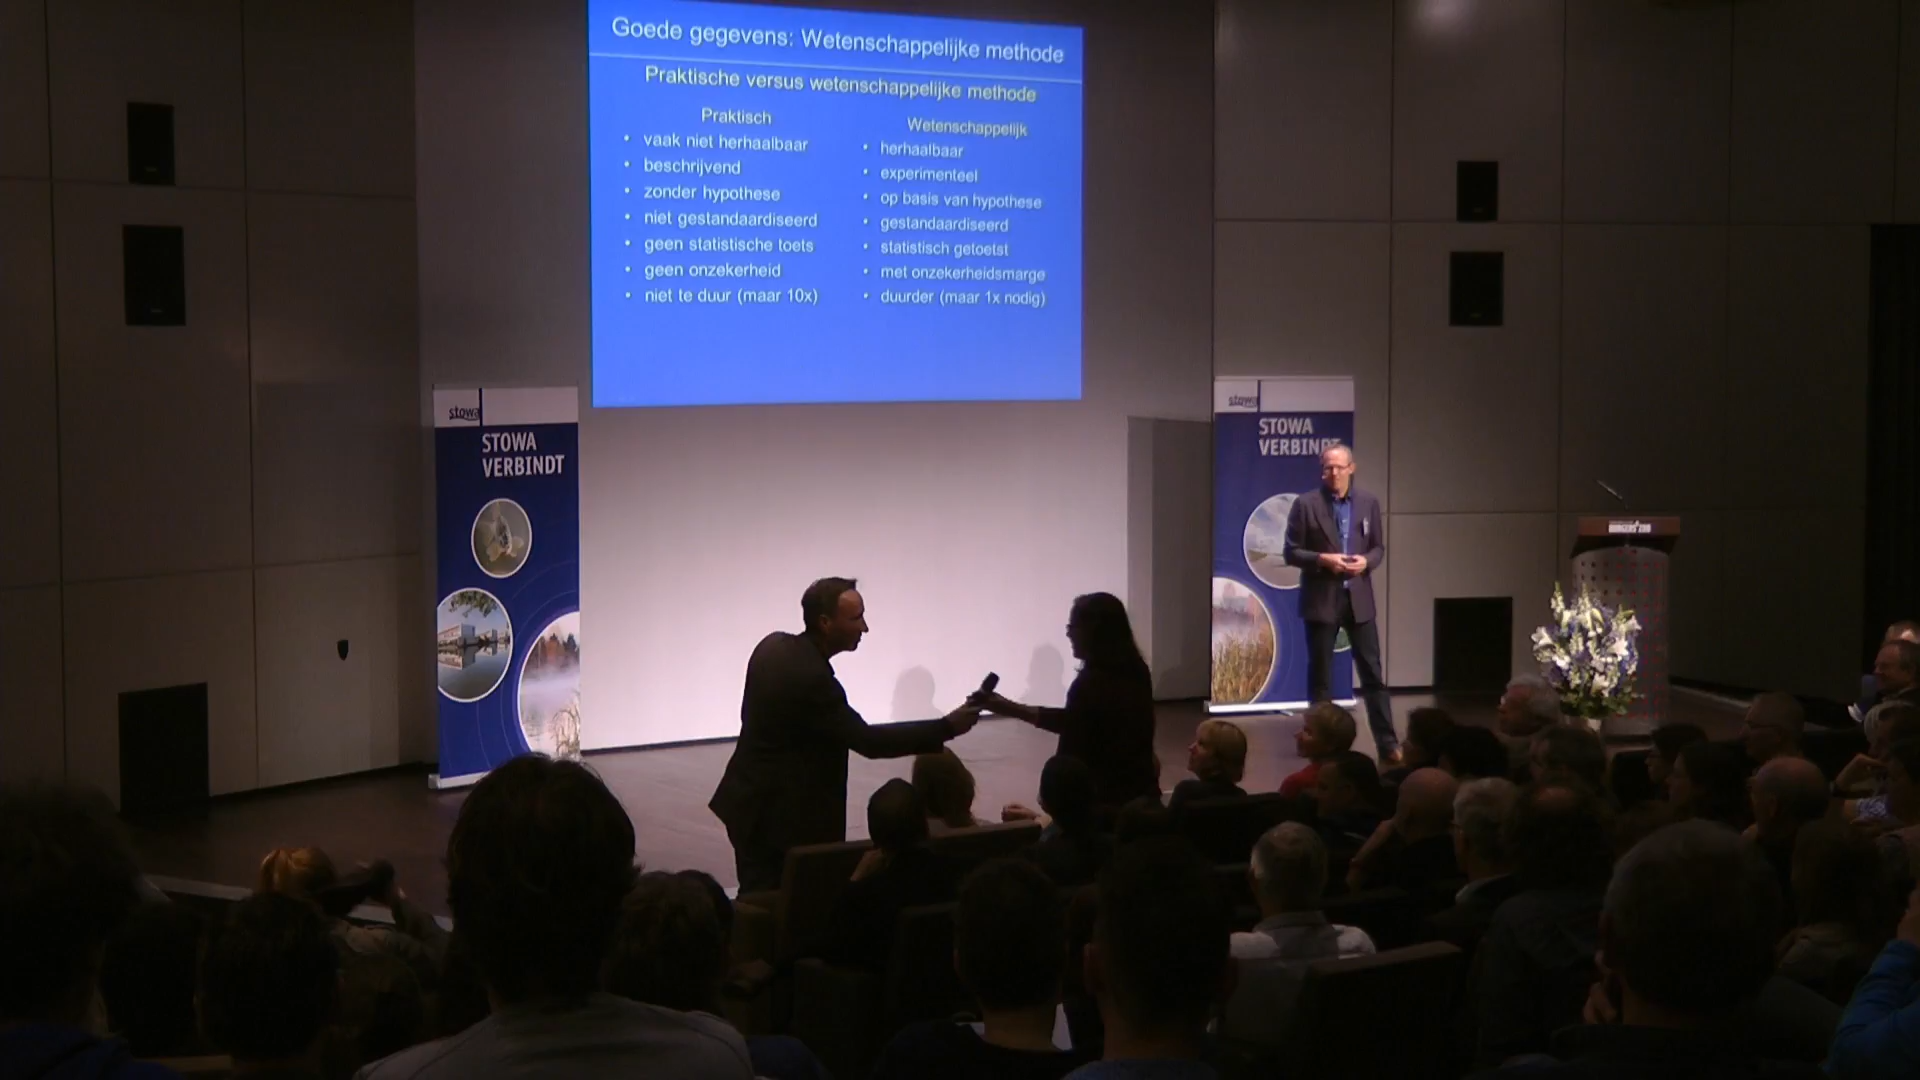 Goede gegevens: Wetenschappelijke methode
Praktische versus wetenschappelijke methode
Praktisch
• vaak niet herhaalbaar
• beschrijvend
• zonder hypothese
• niet gestandaardiseerd
• geen statistische toets
• geen onzekerheid
• niet te duur (maar 10x)
Wetenschappelijk
• herhaalbaar
• experimenteel
• op basis van hypothese
• gestandaardiseerd
• statistisch getoetst
• met onzekerheidsmarge
• duurder (maar 1x nodig)
stowa
STOWA
VERBINDT
stowa
STOWA
VERBINDT
BURGERS' ZOO